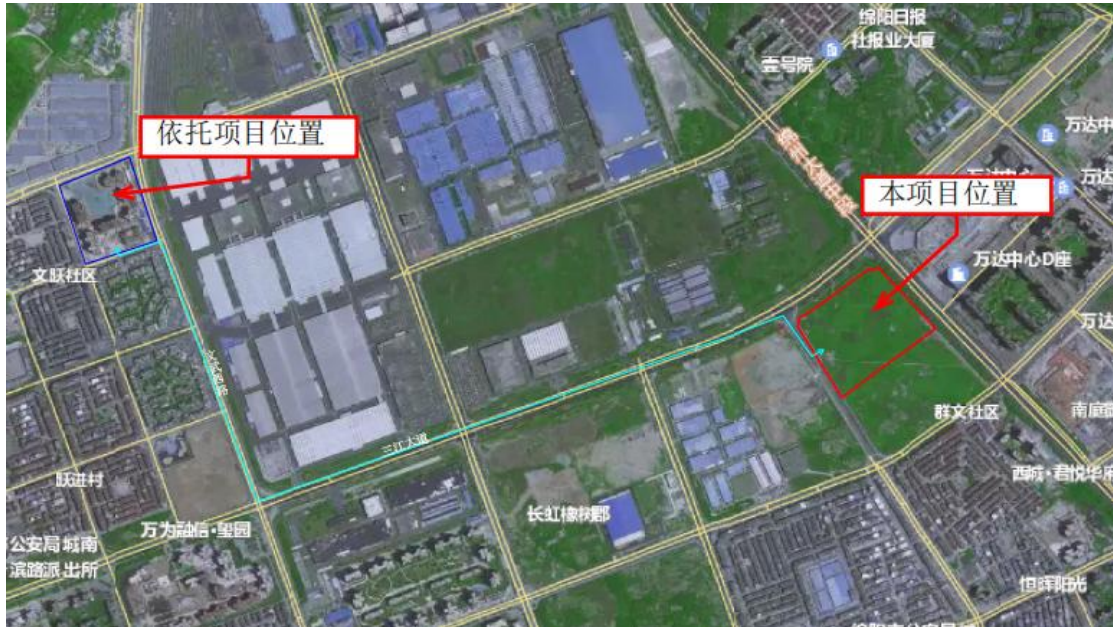 绵阳日报
社报业大厦
壹号院
万达中
依托项目位置
万达中心
万达
本项目位置
万达中心D座
文跃社区
万达
三江大道
群文社区
南庭
跃进村
西城·君悦华府
长虹橡树郡
万为融信·玺园
公安局城南
滨路派出所
恒晖阳光